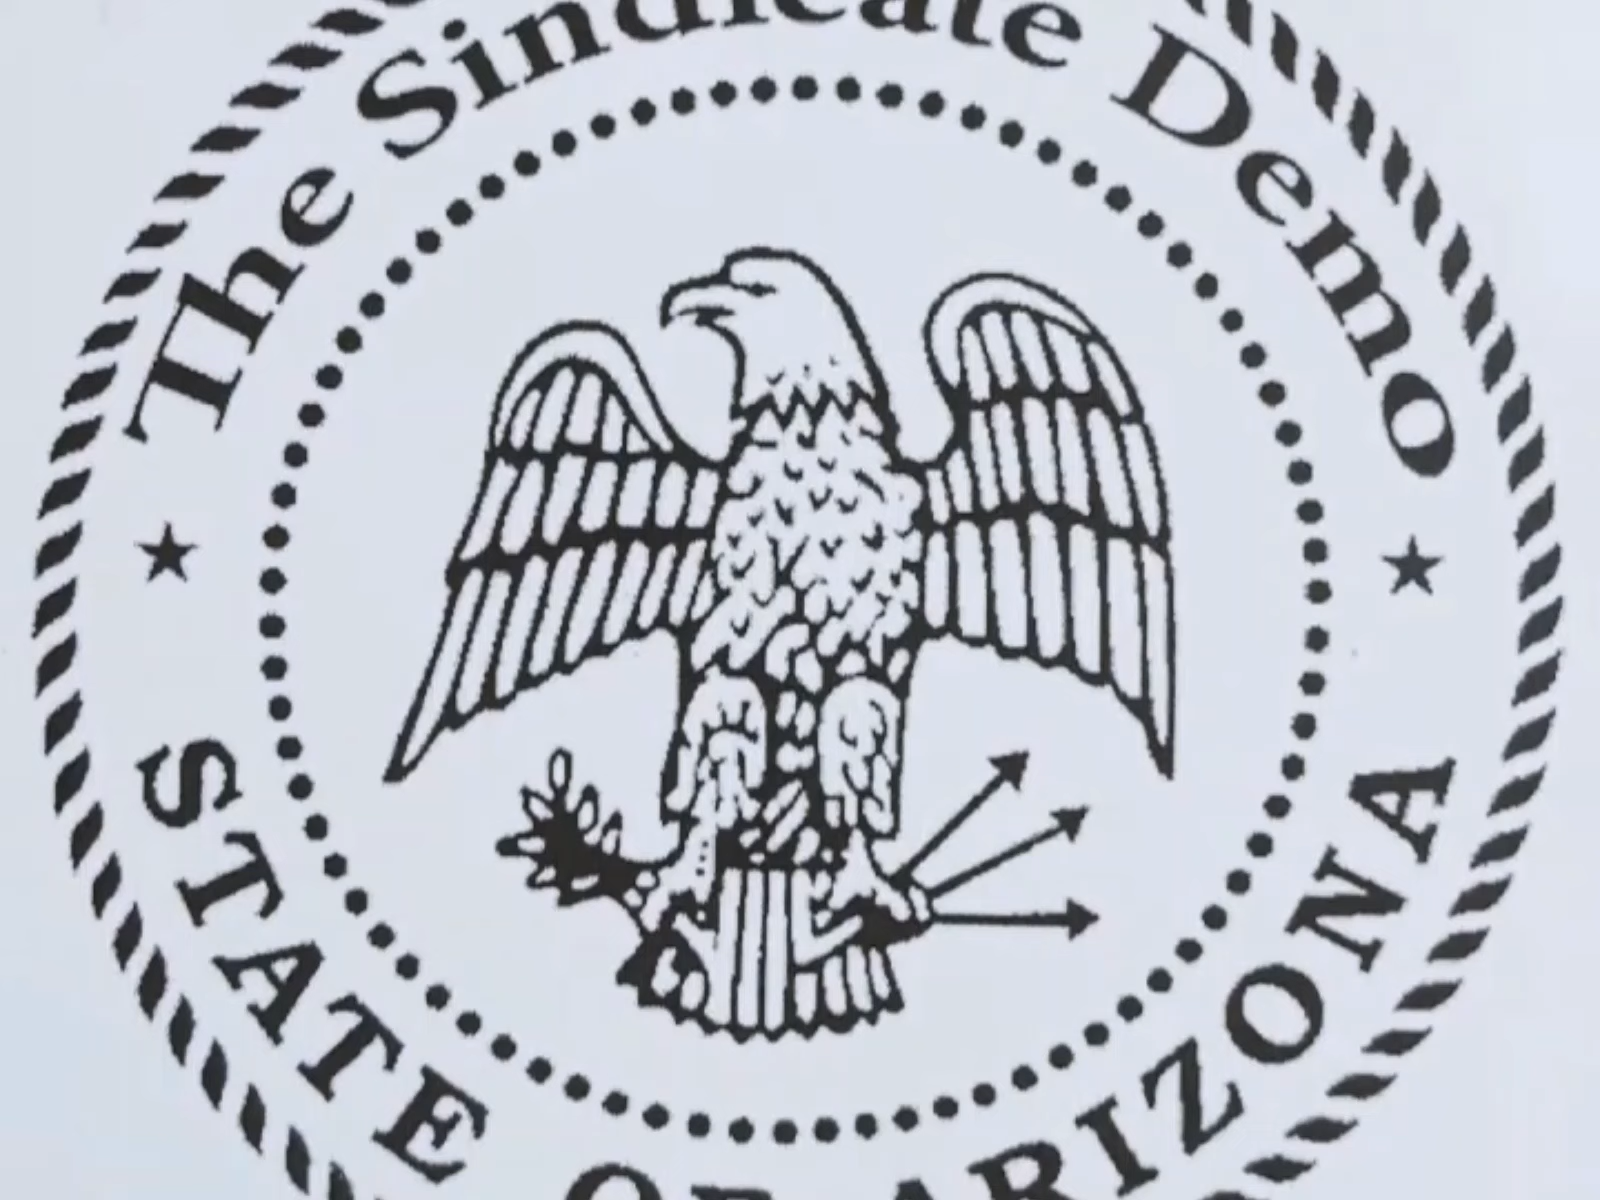 The Sindicate Demo
STATE OF ARIZONA